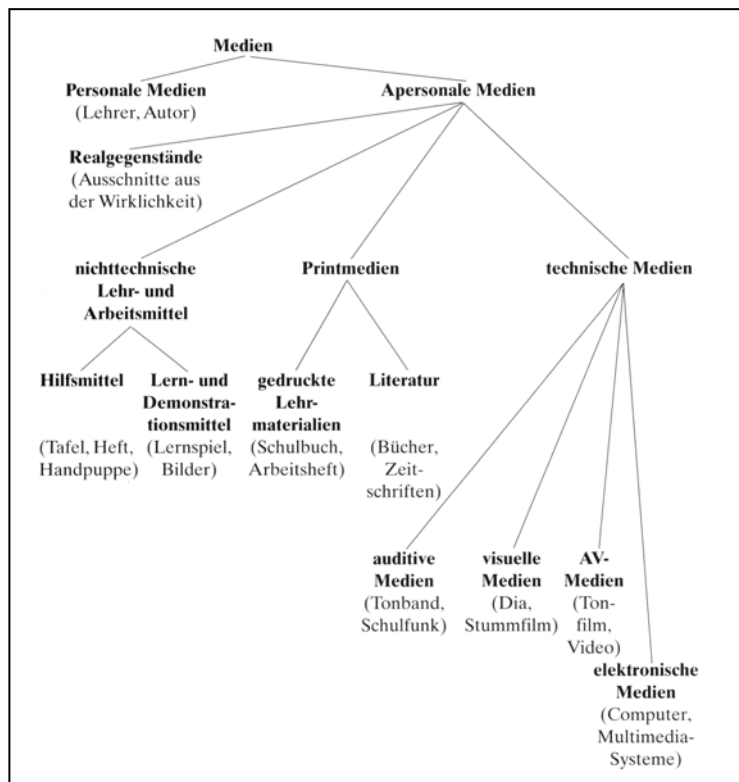 Medien
Personale Medien
(Lehrer, Autor)
Apersonale Medien
Realgegenstände
(Ausschnitte aus
der Wirklichkeit)
nichttechnische
Lehr- und
Arbeitsmittel
Printmedien
technische Medien
Hilfsmittel
(Tafel, Heft,
Handpuppe)
Lern- und
Demonstra-
tionsmittel
(Lernspiel,
Bilder)
gedruckte
Lehr-
materialien
(Schulbuch,
Arbeitsheft)
Literatur
(Bücher,
Zeit-
schriften)
auditive
Medien
(Tonband,
Schulfunk)
visuelle
Medien
(Dia,
Stummfilm)
AV-
Medien
(Ton-
film,
Video)
elektronische
Medien
(Computer,
Multimedia-
Systeme)